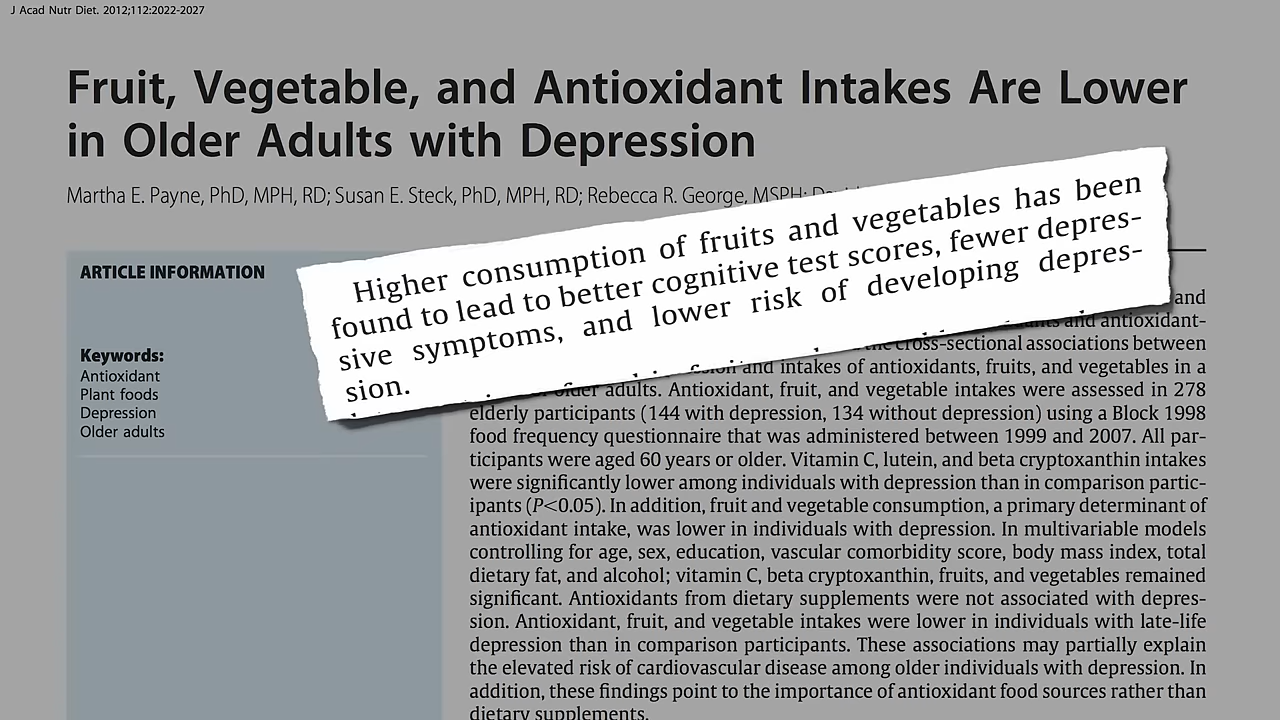 J Acad Nutr Diet. 2012;112:2022-2027
Fruit, Vegetable, and Antioxidant Intakes Are Lower
in Older Adults with Depression
Martha E. Payne, PhD, MPH, RD; Susan E. Steck, PhD, MPH, RD; Rebecca R. George, MSPH;
Higher consumption of fruits and vegetables has been
found to lead to better cognitive test scores, fewer depres-
sive symptoms, and lower risk of developing depres-
sion.
ARTICLE INFORMATION
Keywords:
Antioxidant
Plant foods
Depression
Older adults
and
and antioxidant-
cross-sectional associations between
and intakes of antioxidants, fruits, and vegetables in a
older adults. Antioxidant, fruit, and vegetable intakes were assessed in 278
elderly participants (144 with depression, 134 without depression) using a Block 1998
food frequency questionnaire that was administered between 1999 and 2007. All par-
ticipants were aged 60 years or older. Vitamin C, lutein, and beta cryptoxanthin intakes
were significantly lower among individuals with depression than in comparison partic-
ipants (P<0.05). In addition, fruit and vegetable consumption, a primary determinant of
antioxidant intake, was lower in individuals with depression. In multivariable models
controlling for age, sex, education, vascular comorbidity score, body mass index, total
dietary fat, and alcohol; vitamin C, beta cryptoxanthin, fruits, and vegetables remained
significant. Antioxidants from dietary supplements were not associated with depres-
sion. Antioxidant, fruit, and vegetable intakes were lower in individuals with late-life
depression than in comparison participants. These associations may partially explain
the elevated risk of cardiovascular disease among older individuals with depression. In
addition, these findings point to the importance of antioxidant food sources rather than
dietary supplements.